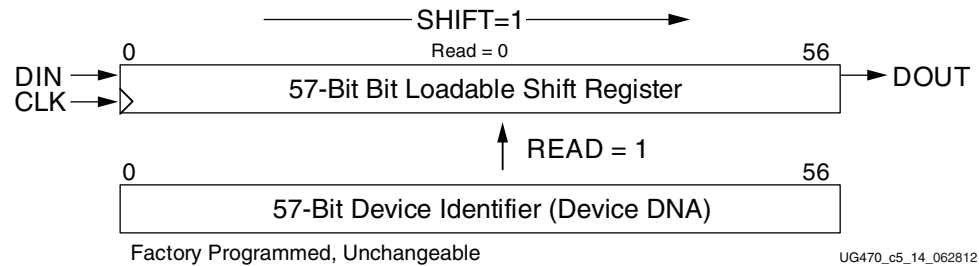 SHIFT=1
0 Read = 0 56
DIN 57-Bit Bit Loadable Shift Register DOUT
CLK
READ = 1
0 56
57-Bit Device Identifier (Device DNA)
Factory Programmed, Unchangeable
UG470_c5_14_062812